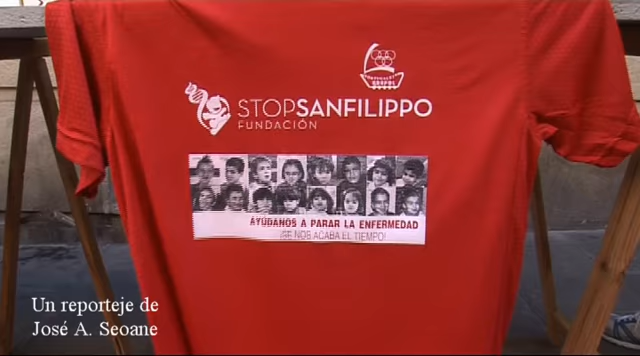 STOPSANFILIPPO
FUNDACIÓN
AYÚDANOS A PARAR LA ENFERMEDAD
¡SE NOS ACABA EL TIEMPO!
Un reporteje de
José A. Seoane